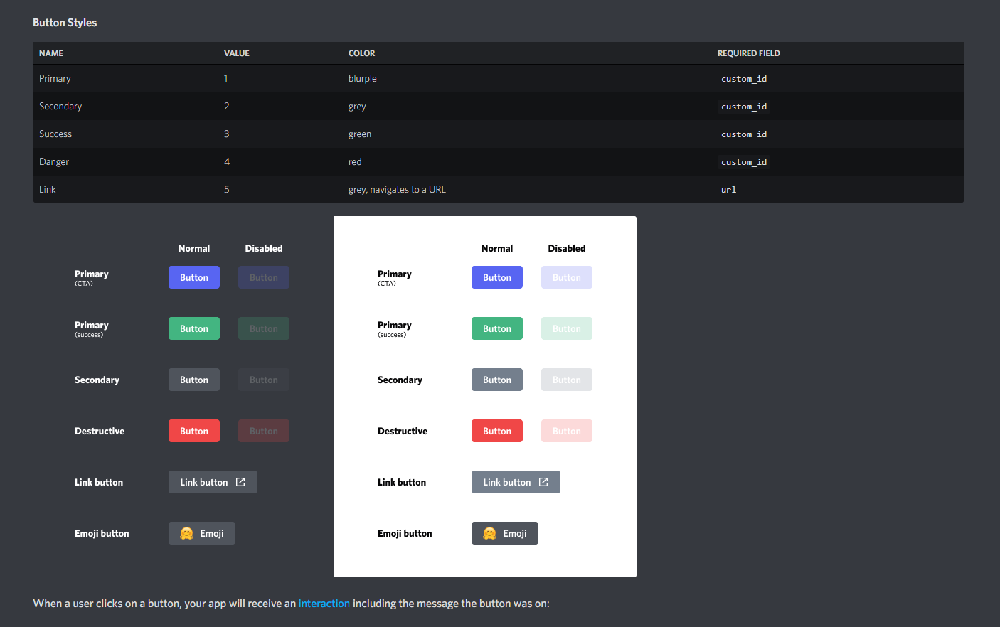 Button Styles
NAME VALUE COLOR REQUIRED FIELD
Primary 1 blurple custom_id
Secondary 2 grey custom_id
Success 3 green custom_id
Danger 4 red custom_id
Link 5 grey, navigates to a URL url
Normal Disabled
Primary Button Button
(CTA)
Primary Button Button
(success)
Secondary Button Button
Destructive Button Button
Link button Link button
Emoji button Emoji
Normal Disabled
Primary Button Button
(CTA)
Primary Button Button
(success)
Secondary Button Button
Destructive Button Button
Link button Link button
Emoji button Emoji
When a user clicks on a button, your app will receive an interaction including the message the button was on: